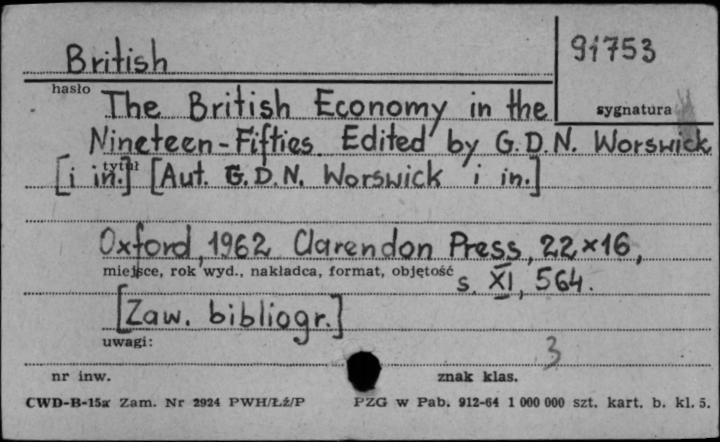 British
91753
hasło
sygnatura
The British Economy in the
Nineteen-Fifties. Edited by G.D.N. Worswick
tytuł
[i in.] [Aut. G.D.N. Worswick i in.]
Oxford, 1962 Clarendon Press, 22×16,
miejsce, rok wyd., nakładca, format, objętość
s. XI, 564.
[Zaw. bibliogr.]
uwagi:
3
nr inw.
znak klas.
CWD-B-15a Zam. Nr 2924 PWH/Łź/P
PZG w Pab. 912-64 1 000 000 szt. kart. b. kl. 5.